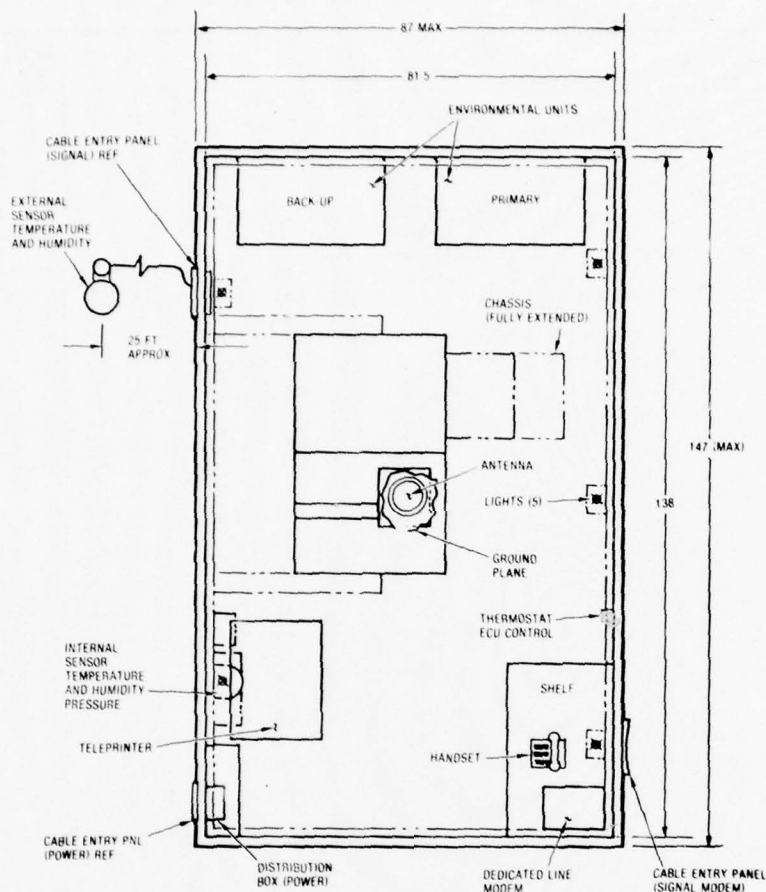 87 MAX
81.5
ENVIRONMENTAL UNITS
CABLE ENTRY PANEL
(SIGNAL) REF
EXTERNAL
SENSOR
TEMPERATURE
AND HUMIDITY
BACK-UP
PRIMARY
CHASSIS
(FULLY EXTENDED)
25 FT
APPROX
147 (MAX)
ANTENNA
LIGHTS (5)
138
GROUND
PLANE
THERMOSTAT
ECU CONTROL
INTERNAL
SENSOR
TEMPERATURE
AND HUMIDITY
PRESSURE
SHELF
TELEPRINTER
HANDSET
CABLE ENTRY PNL
(POWER) REF
DISTRIBUTION
BOX (POWER)
DEDICATED LINE
MODEM
CABLE ENTRY PANEL
(SIGNAL MODEM)